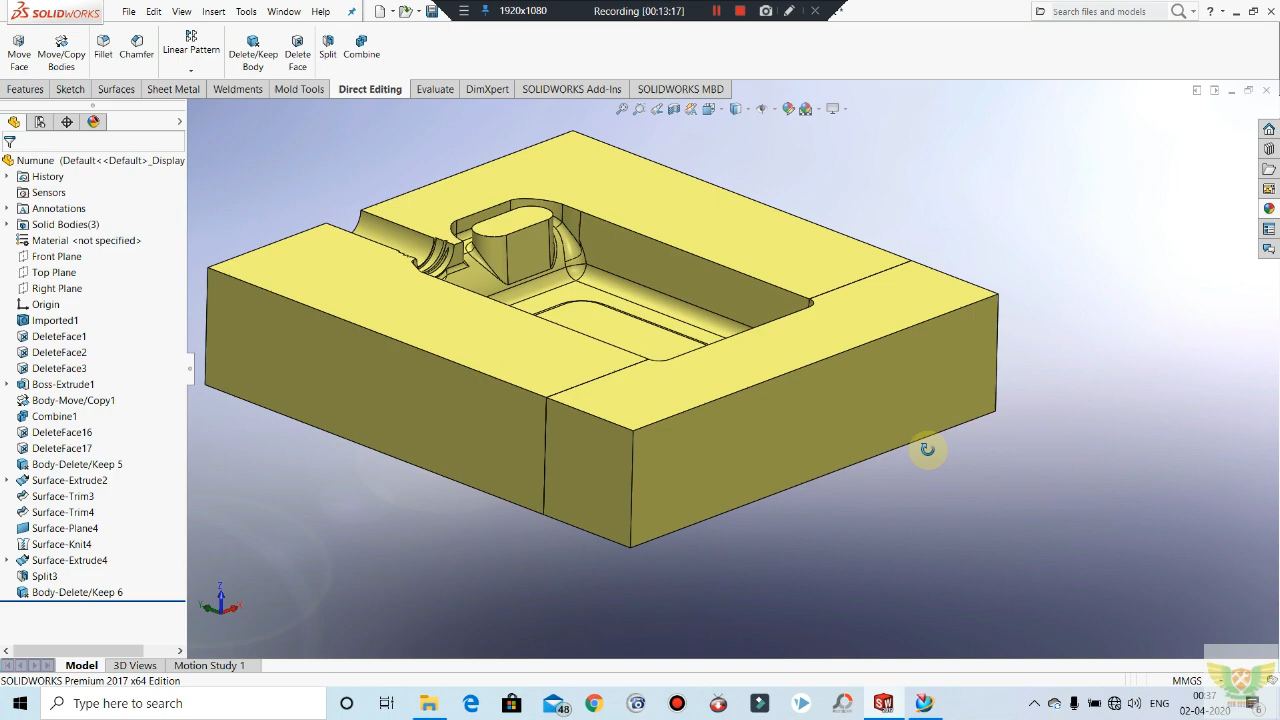 SOLIDWORKS
File
Edit
View
Insert
Tools
Window
Help
1920x1080
Recording [00:13:17]
Search files and models
Move Face
Move/Copy Bodies
Fillet
Chamfer
Linear Pattern
Delete/Keep Body
Delete Face
Split
Combine
Features
Sketch
Surfaces
Sheet Metal
Weldments
Mold Tools
Direct Editing
Evaluate
DimXpert
SOLIDWORKS Add-Ins
SOLIDWORKS MBD
Numune (Default<<Default>_Display
History
Sensors
Annotations
Solid Bodies(3)
Material <not specified>
Front Plane
Top Plane
Right Plane
Origin
Imported1
DeleteFace1
DeleteFace2
DeleteFace3
Boss-Extrude1
Body-Move/Copy1
Combine1
DeleteFace16
DeleteFace17
Body-Delete/Keep 5
Surface-Extrude2
Surface-Trim3
Surface-Trim4
Surface-Plane4
Surface-Knit4
Surface-Extrude4
Split3
Body-Delete/Keep 6
Z
Y
X
Model
3D Views
Motion Study 1
SOLIDWORKS Premium 2017 x64 Edition
MMGS
Type here to search
48
SW
ENG
00:37
02-04-2020